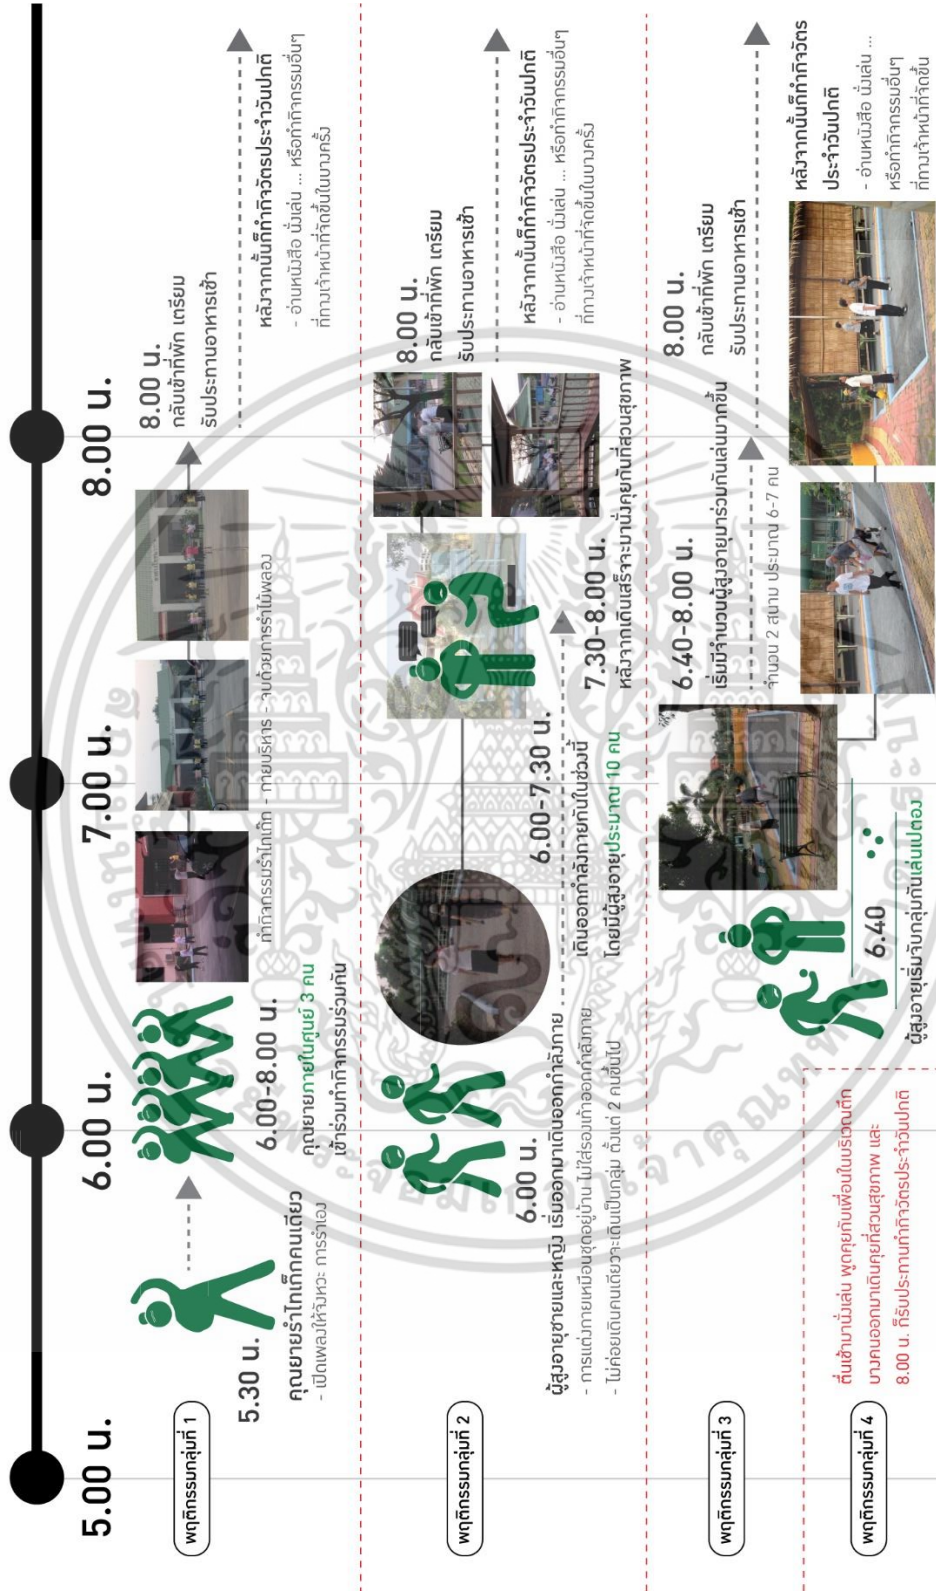 5.00 น.
6.00 น.
7.00 น.
8.00 น.
พฤติกรรมกลุ่มที่ 1
5.30 น.
คุณยายรำไทเก็กคนเดียว
- เปิดเพลงให้จังหวะ การรำเอง
6.00-8.00 น.
คุณยายภายในศูนย์ 3 คน
เข้าร่วมทำกิจกรรมร่วมกัน
ทำกิจกรรมรำไทเก็ก - กายบริหาร - จบด้วยการรำไม้พลอง
8.00 น.
กลับเข้าที่พัก เตรียม
รับประทานอาหารเช้า
หลังจากนั้นก็ทำกิจวัตรประจำวันปกติ
- อ่านหนังสือ นั่งเล่น ... หรือทำกิจกรรมอื่นๆ
ที่ทางเจ้าหน้าที่จัดขึ้นในบางครั้ง
พฤติกรรมกลุ่มที่ 2
6.00 น.
ผู้สูงอายุชายและหญิง เริ่มออกมาเดินออกกำลังกาย
- การแต่งกายเหมือนชุดอยู่บ้าน ไม่ใส่รองเท้าออกกำลังกาย
- ไม่ค่อยเดินคนเดียวจะเดินเป็นกลุ่ม ตั้งแต่ 2 คนขึ้นไป
6.00-7.30 น.
เดินออกกำลังกายกันในช่วงนี้
โดยมีผู้สูงอายุประมาณ 10 คน
7.30-8.00 น.
หลังจากเดินเสร็จจะมานั่งคุยกันที่สวนสุขภาพ
8.00 น.
กลับเข้าที่พัก เตรียม
รับประทานอาหารเช้า
หลังจากนั้นก็ทำกิจวัตรประจำวันปกติ
- อ่านหนังสือ นั่งเล่น ... หรือทำกิจกรรมอื่นๆ
ที่ทางเจ้าหน้าที่จัดขึ้นในบางครั้ง
พฤติกรรมกลุ่มที่ 3
6.40
ผู้สูงอายุเริ่มจับกลุ่มกันเล่นเปตอง
6.40-8.00 น.
เริ่มมีจำนวนผู้สูงอายุมาร่วมกันเล่นมากขึ้น
จำนวน 2 สนาม ประมาณ 6-7 คน
8.00 น.
กลับเข้าที่พัก เตรียม
รับประทานอาหารเช้า
หลังจากนั้นก็ทำกิจวัตร
ประจำวันปกติ
- อ่านหนังสือ นั่งเล่น ...
หรือทำกิจกรรมอื่นๆ
ที่ทางเจ้าหน้าที่จัดขึ้น
พฤติกรรมกลุ่มที่ 4
ตื่นเช้ามานั่งเล่น พูดคุยกับเพื่อนในบริเวณตึก
บางคนออกมาเดินคุยที่สวนสุขภาพ และ
8.00 น. ก็รับประทานทำกิจวัตรประจำวันปกติ